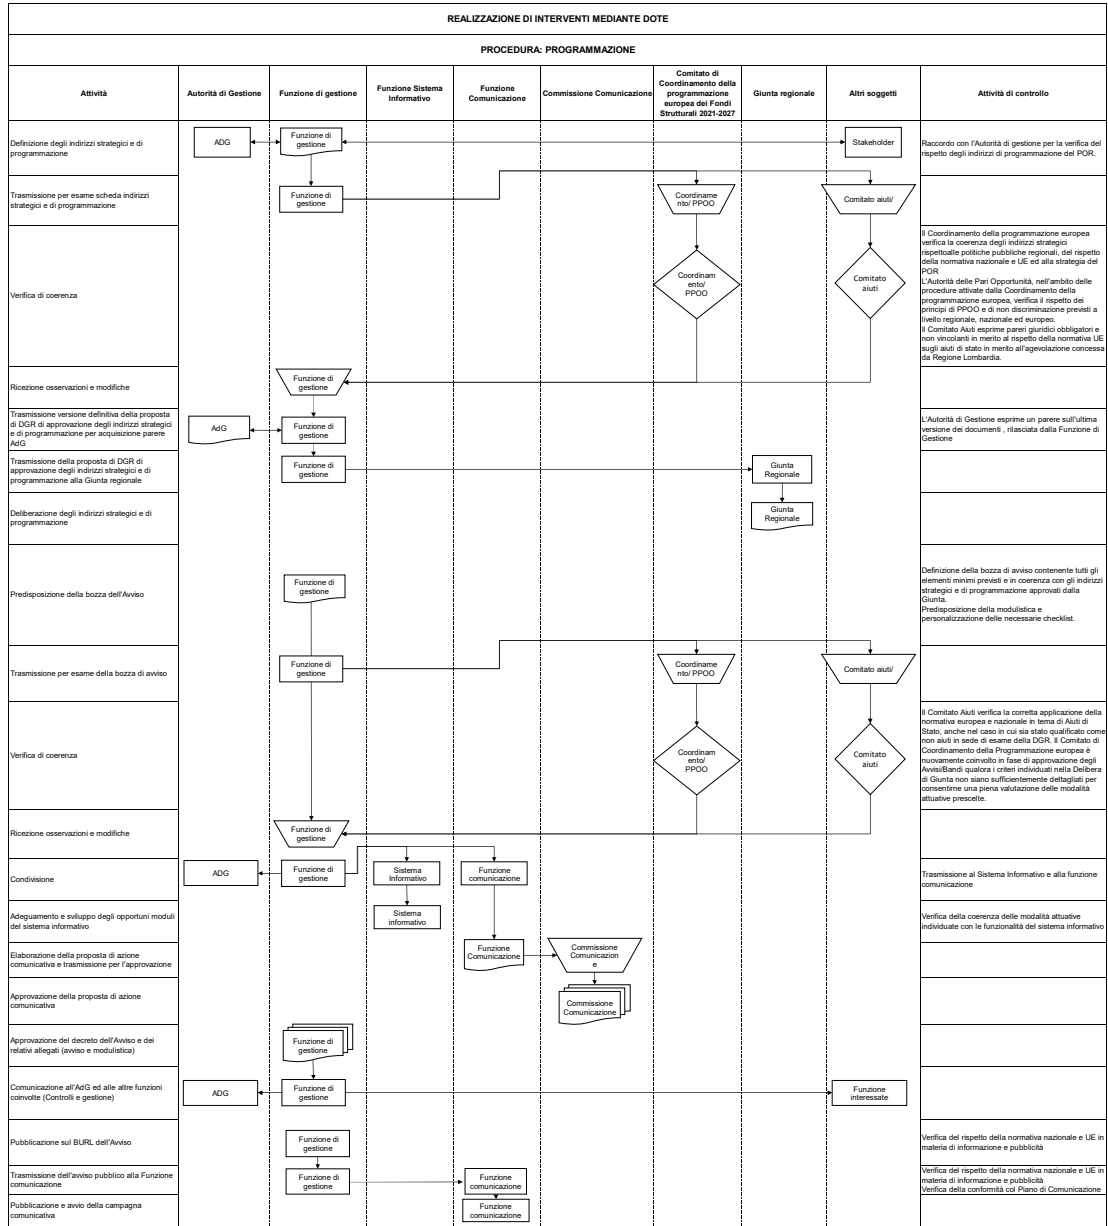 REALIZZAZIONE DI INTERVENTI MEDIANTE DOTE
PROCEDURA: PROGRAMMAZIONE
Attività
Autorità di Gestione
Funzione di gestione
Funzione Sistema
Informativo
Funzione
Comunicazione
Commissione Comunicazione
Comitato di
Coordinamento della
programmazione
europea dei Fondi
Strutturali 2021-2027
Giunta regionale
Altri soggetti
Attività di controllo
Definizione degli indirizzi strategici e di
programmazione
ADG
Funzione di
gestione
Stakeholder
Raccordo con l'Autorità di gestione per la verifica del
rispetto degli indirizzi di programmazione del POR.
Trasmissione per esame scheda indirizzi
strategici e di programmazione
Funzione di
gestione
Coordiname
nto/ PPOO
Comitato aiuti/
Verifica di coerenza
Coordinam
ento/
PPOO
Comitato
aiuti
Il Coordinamento della programmazione europea
verifica la coerenza degli indirizzi strategici
rispettoalle politiche pubbliche regionali, del rispetto
della normativa nazionale e UE ed alla strategia del
POR
L'Autorità delle Pari Opportunità, nell'ambito delle
procedure attivate dalla Coordinamento della
programmazione europea, verifica il rispetto dei
principi di PPOO e di non discriminazione previsti a
livello regionale, nazionale ed europeo.
Il Comitato Aiuti esprime pareri giuridici obbligatori e
non vincolanti in merito al rispetto della normativa UE
sugli aiuti di stato in merito all'agevolazione concessa
da Regione Lombardia.
Ricezione osservazioni e modifiche
Funzione di
gestione
Trasmissione versione definitiva della proposta
di DGR di approvazione degli indirizzi strategici
e di programmazione per acquisizione parere
AdG
AdG
Funzione di
gestione
L'Autorità di Gestione esprime un parere sull'ultima
versione dei documenti , rilasciata dalla Funzione di
Gestione
Trasmissione della proposta di DGR di
approvazione degli indirizzi strategici e di
programmazione alla Giunta regionale
Funzione di
gestione
Giunta
Regionale
Deliberazione degli indirizzi strategici e di
programmazione
Giunta
Regionale
Predisposizione della bozza dell'Avviso
Funzione di
gestione
Definizione della bozza di avviso contenente tutti gli
elementi minimi previsti e in coerenza con gli indirizzi
strategici e di programmazione approvati dalla
Giunta.
Predisposizione della modulistica e
personalizzazione delle necessarie checklist.
Trasmissione per esame della bozza di avviso
Funzione di
gestione
Coordiname
nto/ PPOO
Comitato aiuti/
Verifica di coerenza
Coordinam
ento/
PPOO
Comitato
aiuti
Il Comitato Aiuti verifica la corretta applicazione della
normativa europea e nazionale in tema di Aiuti di
Stato, anche nel caso in cui sia stato qualificato come
non aiuti in sede di esame della DGR. Il Comitato di
Coordinamento della Programmazione europea è
nuovamente coinvolto in fase di approvazione degli
Avvisi/Bandi qualora i criteri individuati nella Delibera
di Giunta non siano sufficientemente dettagliati per
consentirne una piena valutazione delle modalità
attuative prescelte.
Ricezione osservazioni e modifiche
Funzione di
gestione
Condivisione
ADG
Funzione di
gestione
Sistema
Informativo
Funzione
comunicazione
Trasmissione al Sistema Informativo e alla funzione
comunicazione
Adeguamento e sviluppo degli opportuni moduli
del sistema informativo
Sistema
informativo
Verifica della coerenza delle modalità attuative
individuate con le funzionalità del sistema informativo
Elaborazione della proposta di azione
comunicativa e trasmissione per l'approvazione
Funzione
Comunicazione
Commissione
Comunicazion
e
Approvazione della proposta di azione
comunicativa
Commissione
Comunicazione
Approvazione del decreto dell'Avviso e dei
relativi allegati (avviso e modulistica)
Funzione di
gestione
Comunicazione all'AdG ed alle altre funzioni
coinvolte (Controlli e gestione)
ADG
Funzione di
gestione
Funzione
interessate
Pubblicazione sul BURL dell'Avviso
Funzione di
gestione
Verifica del rispetto della normativa nazionale e UE in
materia di informazione e pubblicità
Trasmissione dell'avviso pubblico alla Funzione
comunicazione
Funzione di
gestione
Funzione
comunicazione
Verifica del rispetto della normativa nazionale e UE in
materia di informazione e pubblicità
Verifica della conformità col Piano di Comunicazione
Pubblicazione e avvio della campagna
comunicativa
Funzione
comunicazione